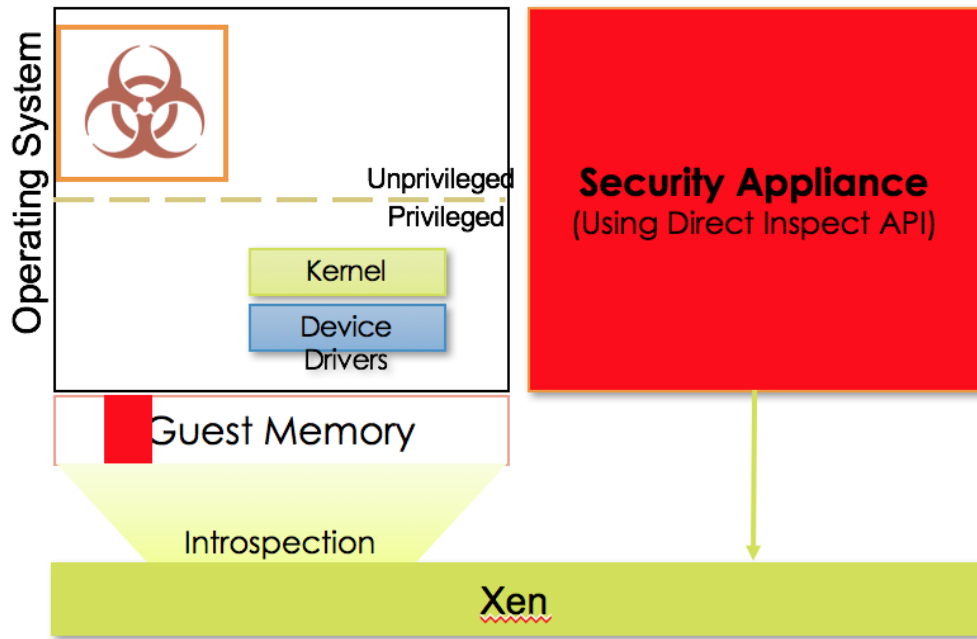 Operating System
Unprivileged
Privileged
Kernel
Device
Drivers
Security Appliance
(Using Direct Inspect API)
Guest Memory
Introspection
Xen